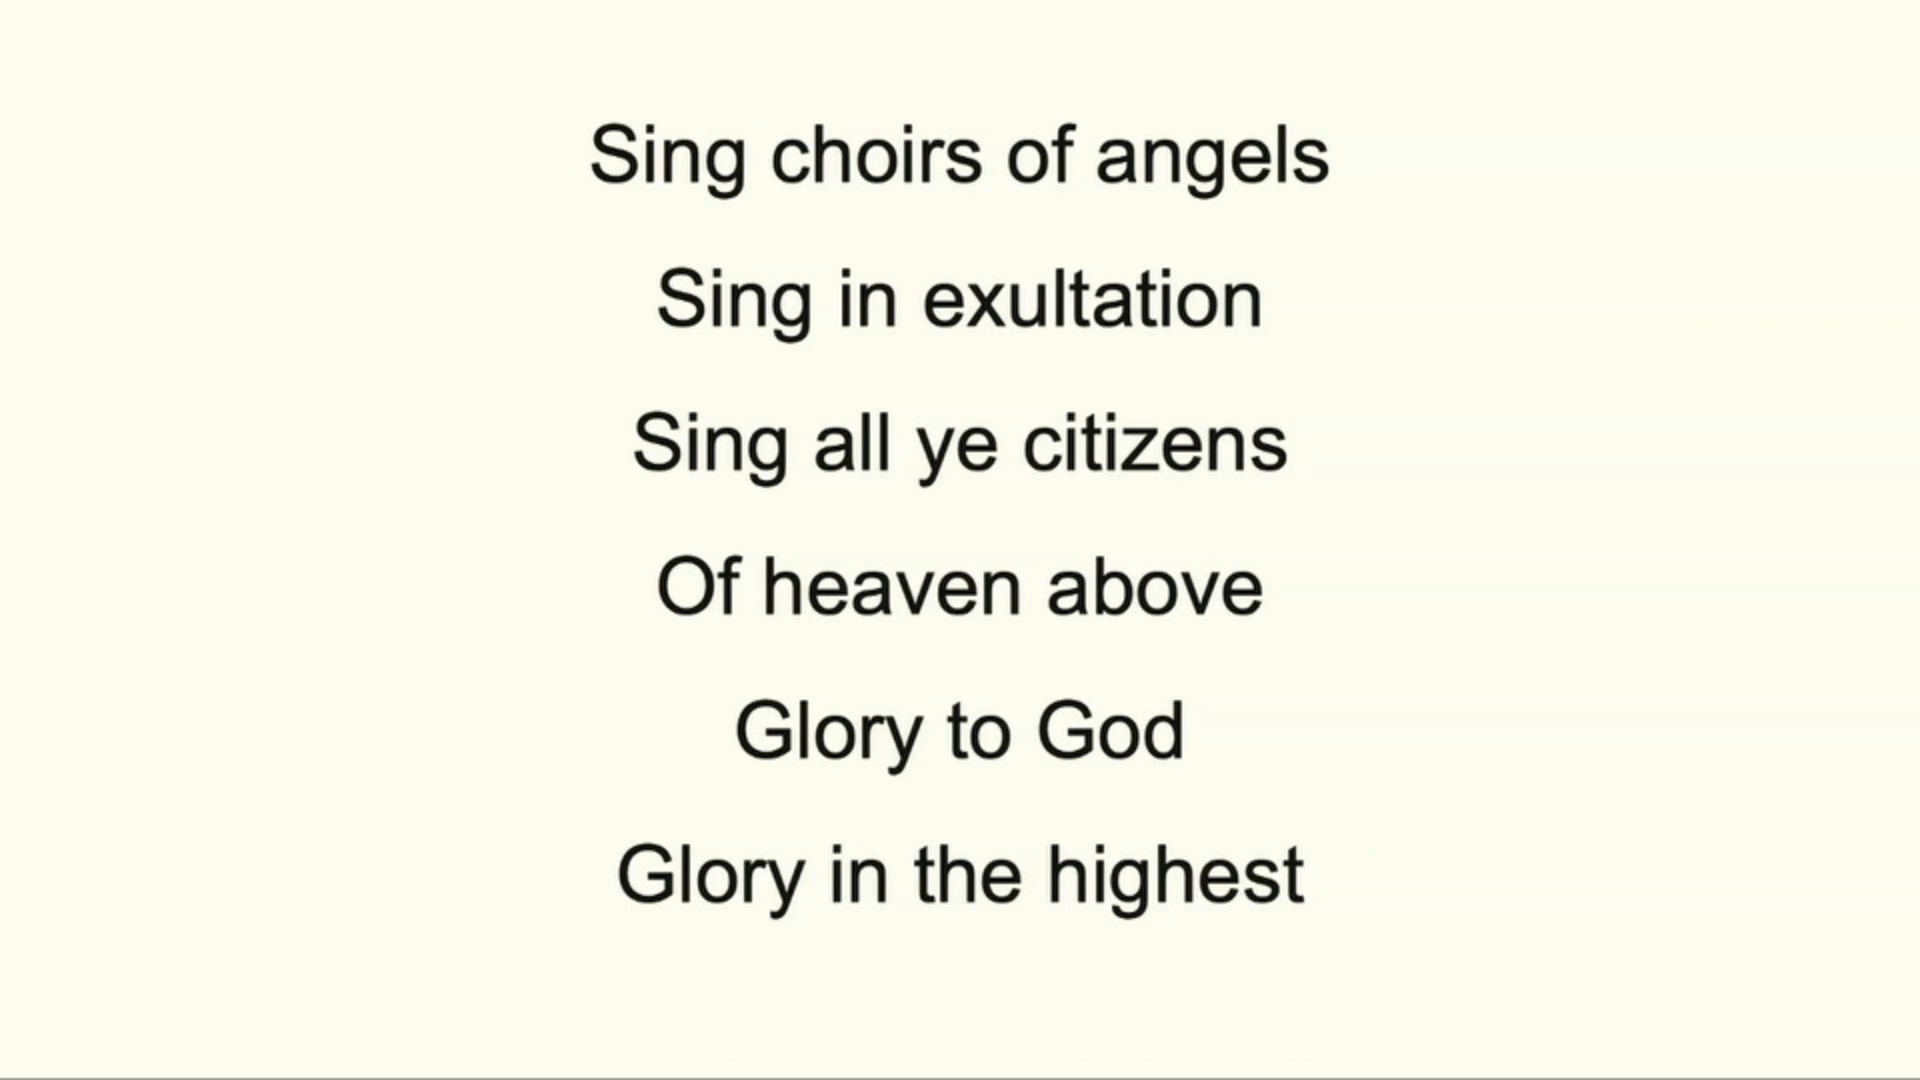 Sing choirs of angels
Sing in exultation
Sing all ye citizens
Of heaven above
Glory to God
Glory in the highest